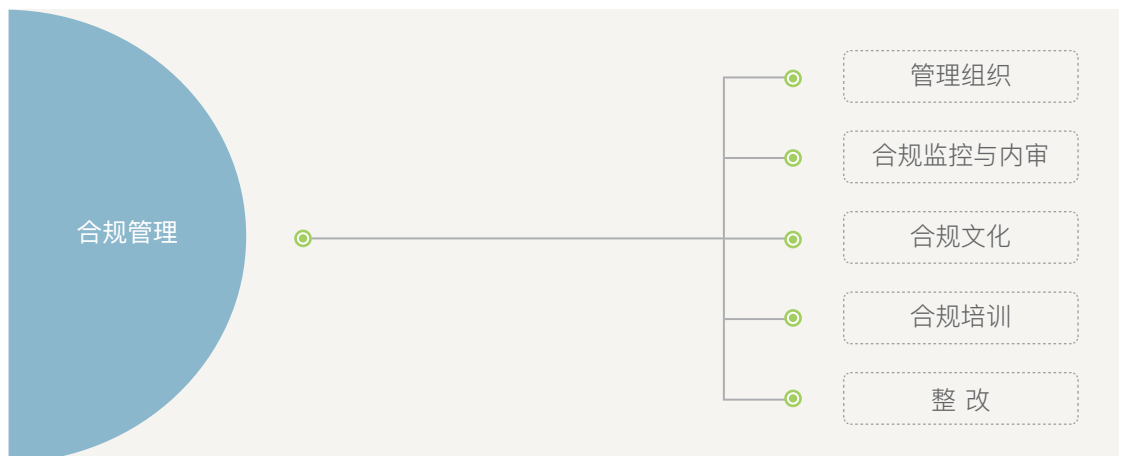 合规管理
管理组织
合规监控与内审
合规文化
合规培训
整 改